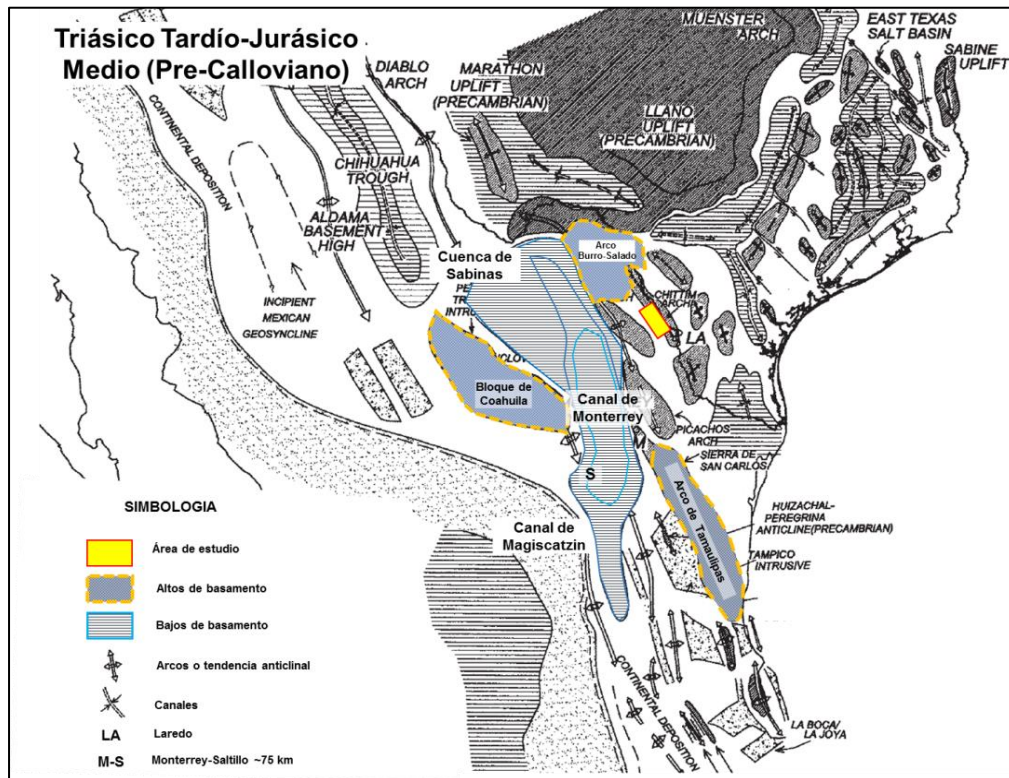 Triásico Tardío-Jurásico
Medio (Pre-Calloviano)
MUENSTER
ARCH
EAST TEXAS
SALT BASIN
SABINE
UPLIFT
DIABLO
ARCH
MARATHON
UPLIFT
(PRECAMBRIAN)
LLANO
UPLIFT
(PRECAMBRIAN)
CONTINENTAL DEPOSITION
CHIHUAHUA
TROUGH
ALDAMA
BASEMENT
HIGH
Cuenca de
Sabinas
Arco
Burro-Salado
CHITTIM
ARCH
INCIPIENT
MEXICAN
GEOSYNCLINE
LA
Bloque de
Coahuila
Canal de
Monterrey
M
PICACHOS
ARCH
SIERRA DE
SAN CARLOS
S
Arco de Tamaulipas
HUIZACHAL-
PEREGRINA
ANTICLINE(PRECAMBRIAN)
Canal de
Magiscatzin
TAMPICO
INTRUSIVE
CONTINENTAL DEPOSITION
LA BOCA/
LA JOYA
SIMBOLOGIA
Área de estudio
Altos de basamento
Bajos de basamento
Arcos o tendencia anticlinal
Canales
LA Laredo
M-S Monterrey-Saltillo ~75 km